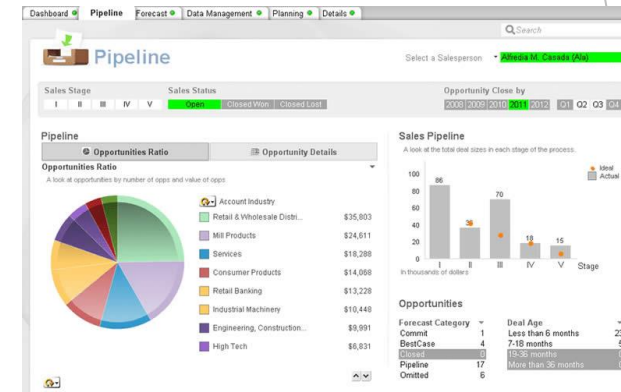 Dashboard Pipeline Forecast Data Management Planning Details
Search
Pipeline
Select a Salesperson Alfredia M. Casada (Ala)
Sales Stage
I II III IV V
Sales Status
Open Closed Won Closed Lost
Opportunity Close by
2008 2009 2010 2011 2012 Q1 Q2 Q3 Q4
Pipeline
Opportunities Ratio Opportunity Details
Opportunities Ratio
A look at opportunities by number of opps and value of opps
Account Industry
Retail & Wholesale Distri... $35,803
Mill Products $24,611
Services $18,288
Consumer Products $14,068
Retail Banking $13,228
Industrial Machinery $10,448
Engineering, Construction... $9,991
High Tech $6,831
Sales Pipeline
A look at the total deal sizes in each stage of the process.
Ideal
Actual
100
80
60
40
20
0
86
70
18
15
I II III IV V Stage
In thousands of dollars
Opportunities
Forecast Category
Commit 1
BestCase 4
Closed 0
Pipeline 17
Omitted 6
Deal Age
Less than 6 months 23
7-18 months 5
19-36 months
More than 36 months